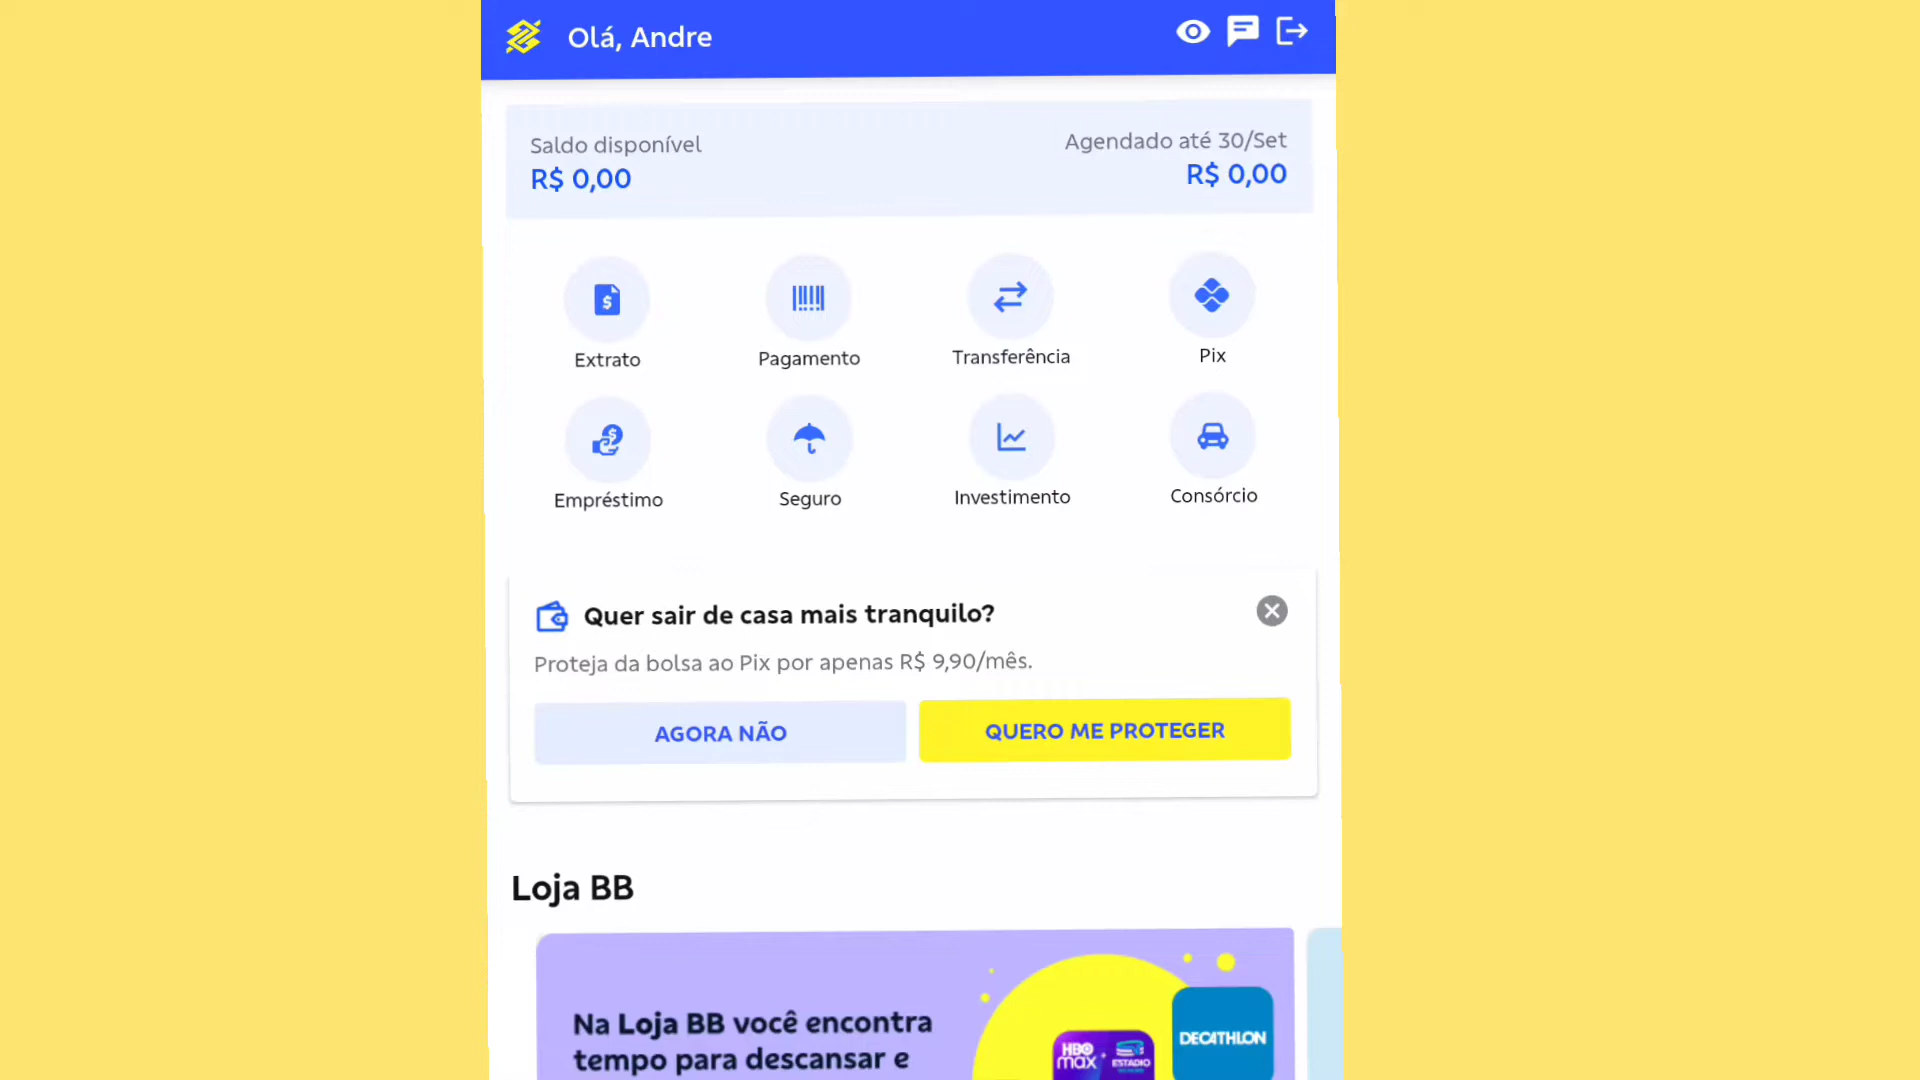 Olá, Andre
Saldo disponível
R$ 0,00
Agendado até 30/Set
R$ 0,00
Extrato
Pagamento
Transferência
Pix
Empréstimo
Seguro
Investimento
Consórcio
Quer sair de casa mais tranquilo?
Proteja da bolsa ao Pix por apenas R$ 9,90/mês.
AGORA NÃO
QUERO ME PROTEGER
Loja BB
Na Loja BB você encontra
tempo para descansar e
HBO
max
ESTADIO
DECATHLON